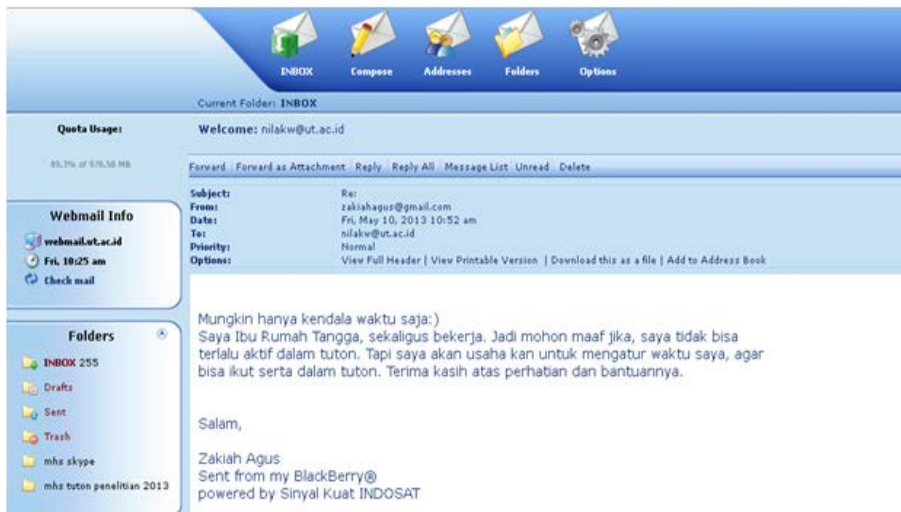 INBOX
Compose
Addresses
Folders
Options
Current Folder: INBOX
Quota Usage:
Welcome: nilakw@ut.ac.id
Forward Forward as Attachment Reply Reply All Message List Unread Delete
Subject: Re:
From: zakiahagus@gmail.com
Date: Fri, May 10, 2013 10:52 am
To: nilakw@ut.ac.id
Priority: Normal
Options: View Full Header | View Printable Version | Download this as a file | Add to Address Book
Webmail Info
webmail.ut.ac.id
Fri, 10:25 am
Check mail
Folders
INBOX 255
Drafts
Sent
Trash
mhs skype
mhs tuton penelitian 2013
Mungkin hanya kendala waktu saja:)
Saya Ibu Rumah Tangga, sekaligus bekerja. Jadi mohon maaf jika, saya tidak bisa
terlalu aktif dalam tuton. Tapi saya akan usaha kan untuk mengatur waktu saya, agar
bisa ikut serta dalam tuton. Terima kasih atas perhatian dan bantuannya.
Salam,
Zakiah Agus
Sent from my BlackBerry®
powered by Sinyal Kuat INDOSAT